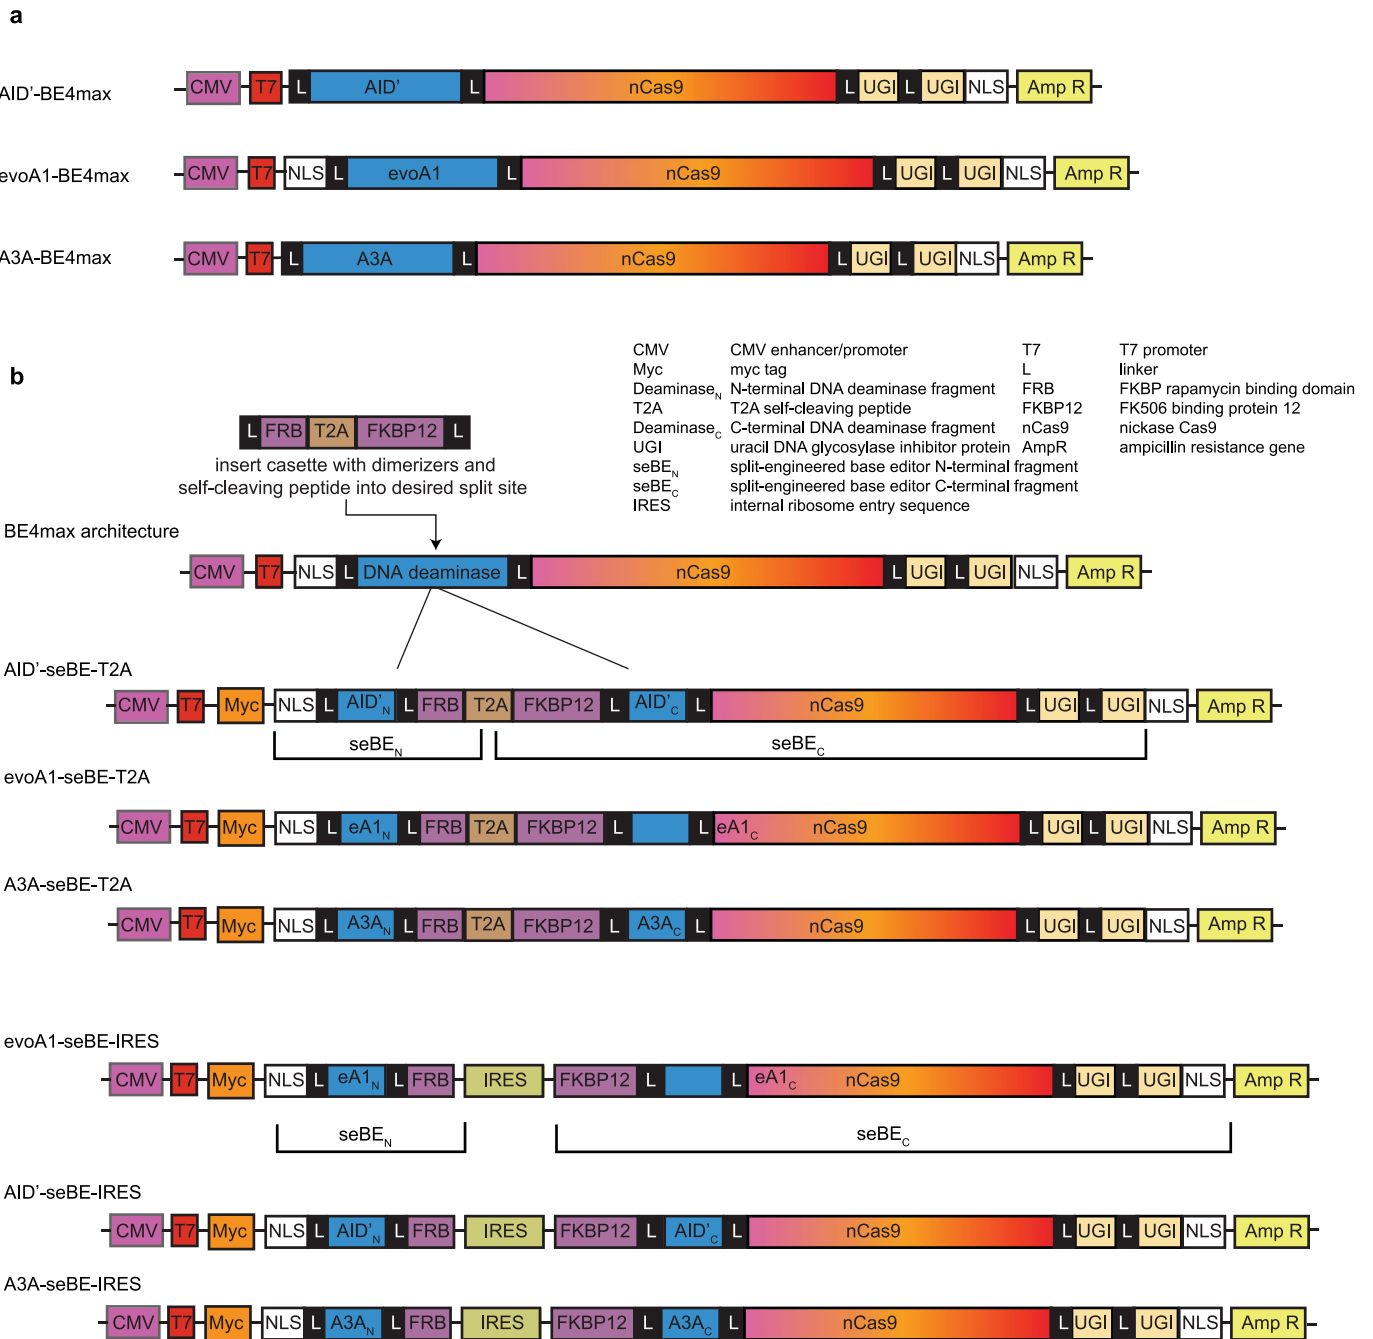 a
AID'-BE4max CMV T7 L AID' L nCas9 L UGI L UGI NLS Amp R
evoA1-BE4max CMV T7 NLS L evoA1 L nCas9 L UGI L UGI NLS Amp R
A3A-BE4max CMV T7 L A3A L nCas9 L UGI L UGI NLS Amp R
CMV CMV enhancer/promoter T7 T7 promoter
Myc myc tag L linker
DeaminaseN N-terminal DNA deaminase fragment FRB FKBP rapamycin binding domain
T2A T2A self-cleaving peptide FKBP12 FK506 binding protein 12
DeaminaseC C-terminal DNA deaminase fragment nCas9 nickase Cas9
UGI uracil DNA glycosylase inhibitor protein AmpR ampicillin resistance gene
seBEN split-engineered base editor N-terminal fragment
seBEC split-engineered base editor C-terminal fragment
IRES internal ribosome entry sequence
b
L FRB T2A FKBP12 L
insert casette with dimerizers and
self-cleaving peptide into desired split site
BE4max architecture
CMV T7 NLS L DNA deaminase L nCas9 L UGI L UGI NLS Amp R
AID'-seBE-T2A
CMV T7 Myc NLS L AID'N L FRB T2A FKBP12 L AID'C L nCas9 L UGI L UGI NLS Amp R
seBEN seBEC
evoA1-seBE-T2A
CMV T7 Myc NLS L eA1N L FRB T2A FKBP12 L L eA1C nCas9 L UGI L UGI NLS Amp R
A3A-seBE-T2A
CMV T7 Myc NLS L A3AN L FRB T2A FKBP12 L A3AC L nCas9 L UGI L UGI NLS Amp R
evoA1-seBE-IRES
CMV T7 Myc NLS L eA1N L FRB IRES FKBP12 L L eA1C nCas9 L UGI L UGI NLS Amp R
seBEN seBEC
AID'-seBE-IRES
CMV T7 Myc NLS L AID'N L FRB IRES FKBP12 L AID'C L nCas9 L UGI L UGI NLS Amp R
A3A-seBE-IRES
CMV T7 Myc NLS L A3AN L FRB IRES FKBP12 L A3AC L nCas9 L UGI L UGI NLS Amp R